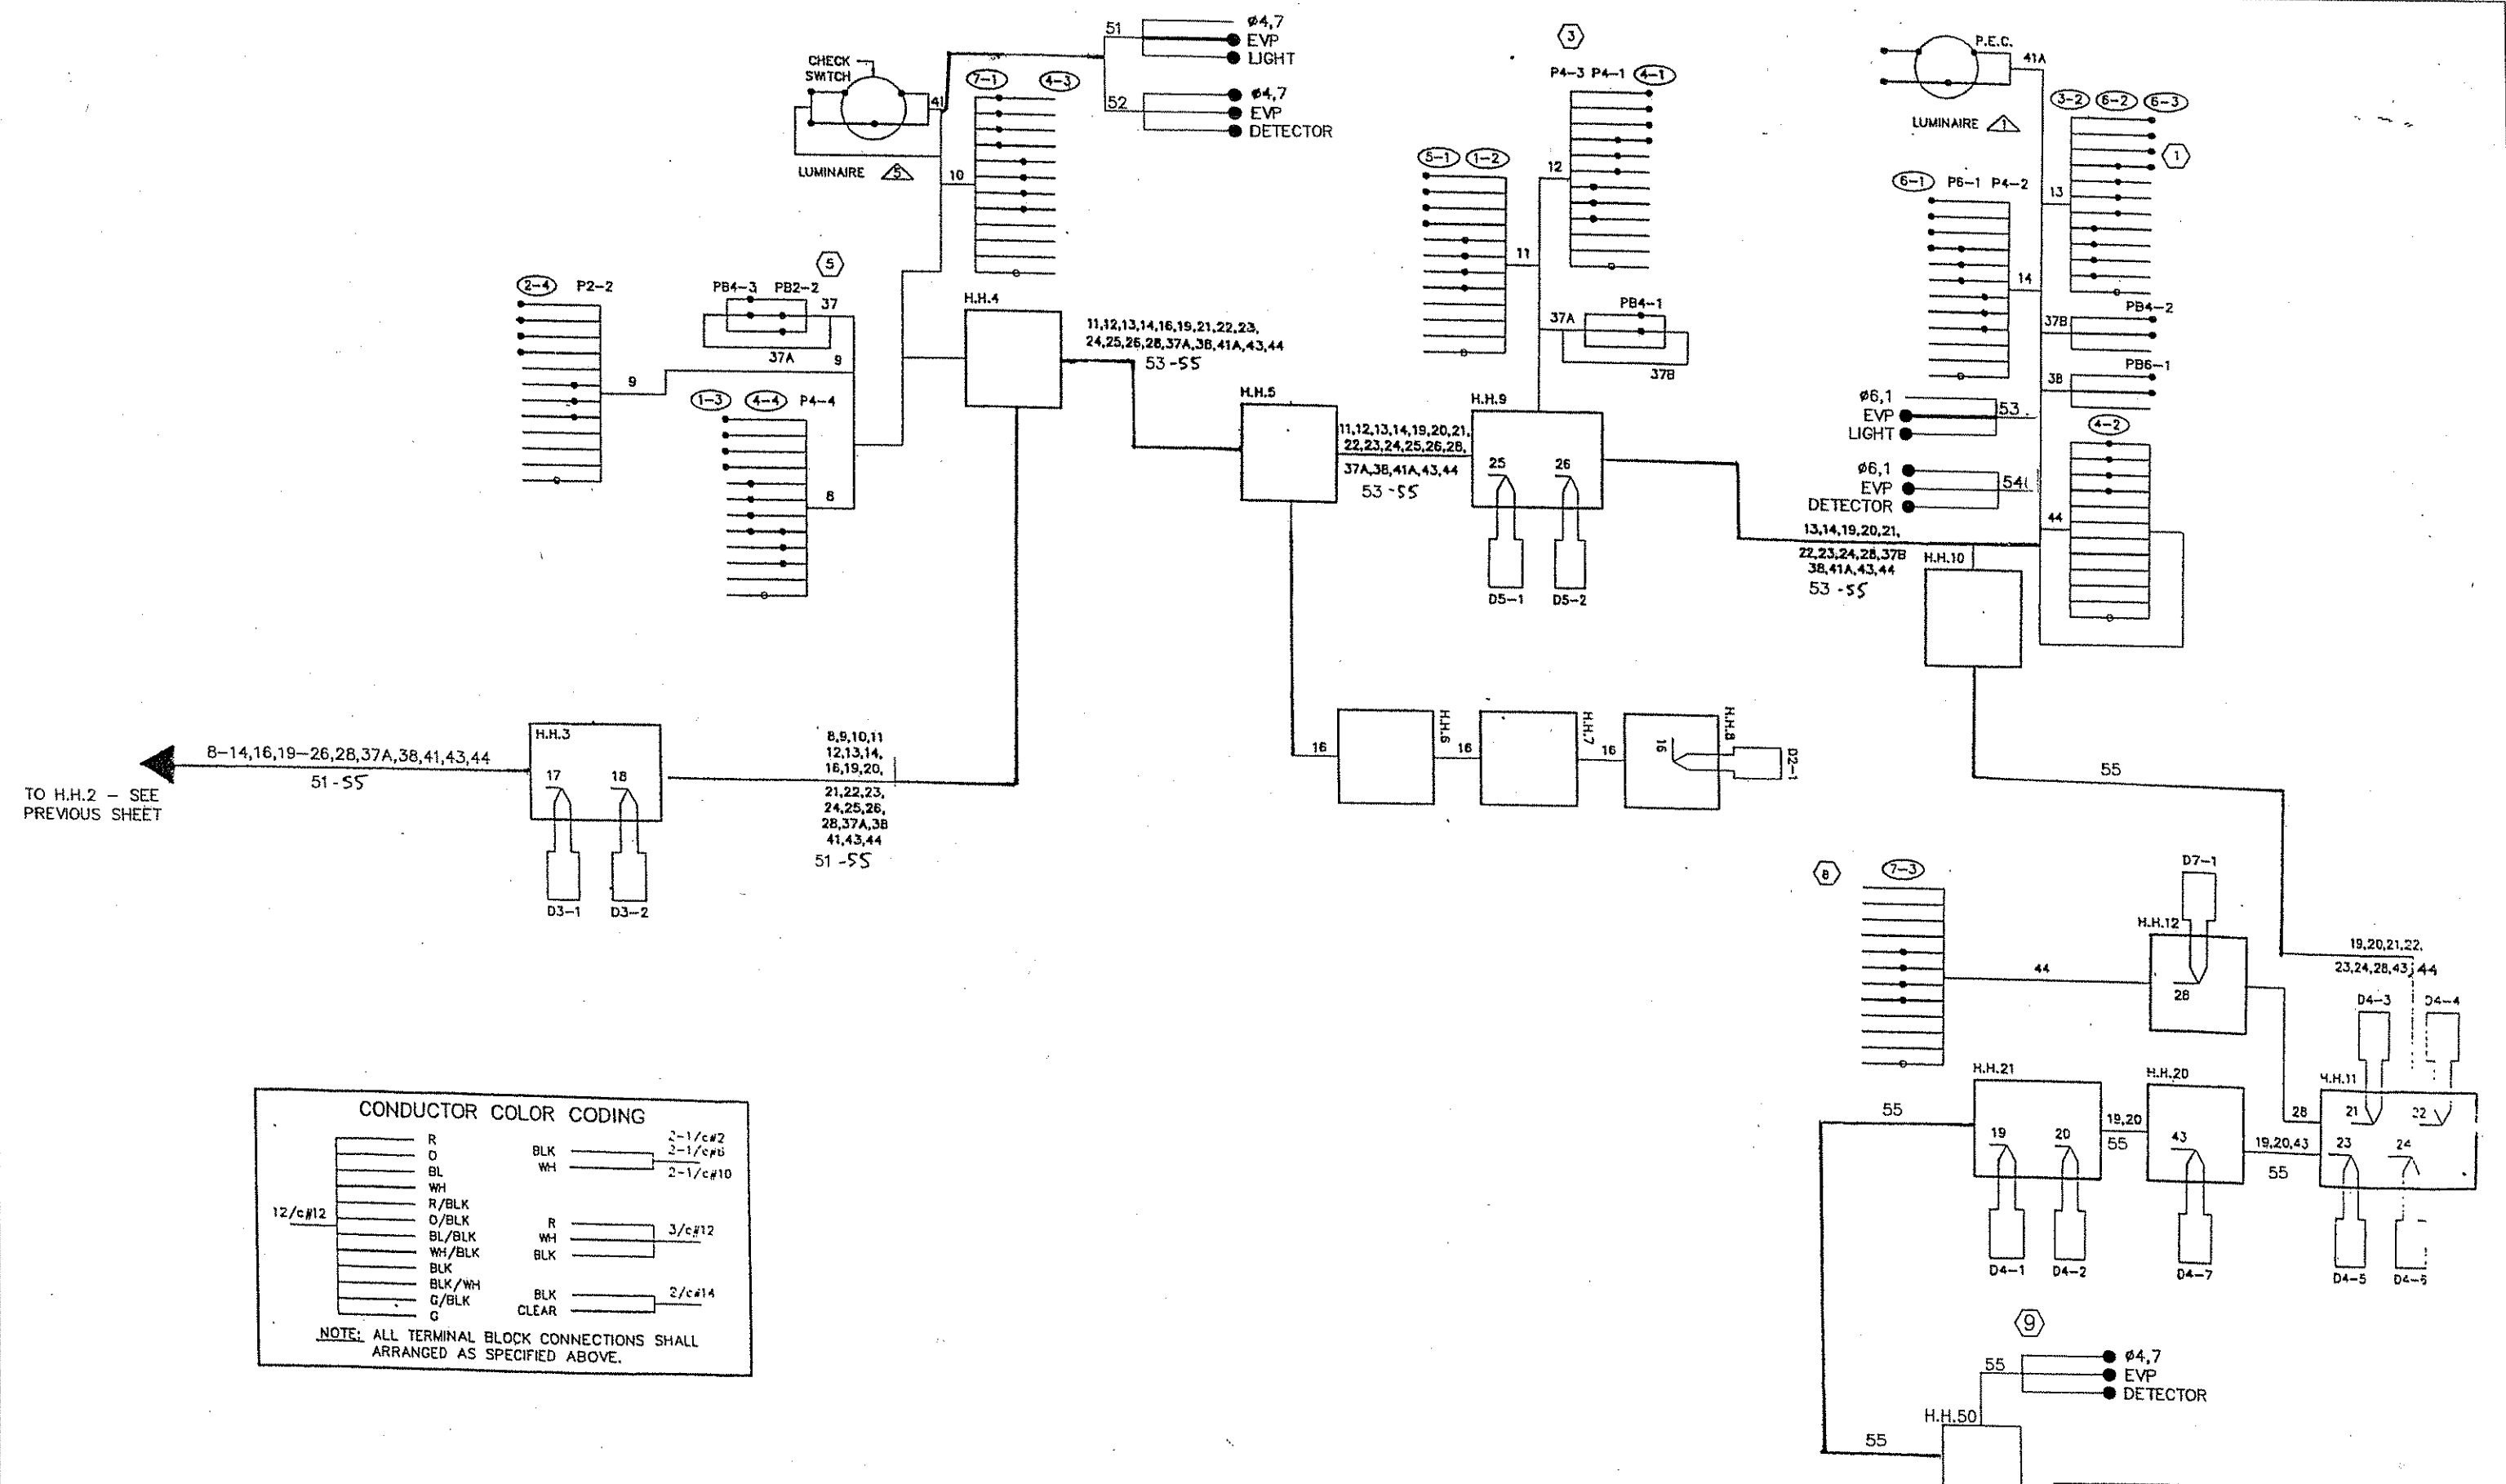 51
ø4,7
EVP
LIGHT
52
ø4,7
EVP
DETECTOR
CHECK
SWITCH
41
LUMINAIRE 5
7-1 4-3
10
3
P4-3 P4-1 4-1
12
5-1 1-2
11
PB4-1
37A
37B
P.E.C.
41A
LUMINAIRE 1
3-2 6-2 6-3
1
13
6-1 P6-1 P4-2
14
PB4-2
37B
PB6-1
38
ø6,1
EVP
LIGHT
53
ø6,1
EVP
DETECTOR
54
4-2
44
5
2-4 P2-2
9
PB4-3 PB2-2
37
37A
9
1-3 4-4 P4-4
8
H.H.4
11,12,13,14,16,19,21,22,23,
24,25,26,28,37A,38,41A,43,44
53-55
H.H.5
11,12,13,14,19,20,21,
22,23,24,25,26,28,
37A,38,41A,43,44
53-55
H.H.9
25 26
D5-1 D5-2
13,14,19,20,21,
22,23,24,28,37B
38,41A,43,44
53-55
H.H.10
16
H.H.6
16
H.H.7
16
H.H.8
16
D2-1
55
TO H.H.2 - SEE
PREVIOUS SHEET
8-14,16,19-26,28,37A,38,41,43,44
51-55
H.H.3
17 18
D3-1 D3-2
8,9,10,11
12,13,14,
16,19,20,
21,22,23,
24,25,26,
28,37A,38
41,43,44
51-55
8
7-3
44
D7-1
H.H.12
28
19,20,21,22,
23,24,28,43,44
D4-3 D4-4
H.H.11
28
21 22
23 24
D4-5 D4-6
H.H.21
55
19 20
D4-1 D4-2
19,20
55
H.H.20
43
D4-7
19,20,43
55
9
55
ø4,7
EVP
DETECTOR
H.H.50
55
CONDUCTOR COLOR CODING
12/c#12
R
O
BL
WH
R/BLK
O/BLK
BL/BLK
WH/BLK
BLK
BLK/WH
G/BLK
G
BLK
WH
2-1/c#2
2-1/c#6
2-1/c#10
R
WH
BLK
3/c#12
BLK
CLEAR
2/c#14
NOTE: ALL TERMINAL BLOCK CONNECTIONS SHALL
ARRANGED AS SPECIFIED ABOVE.